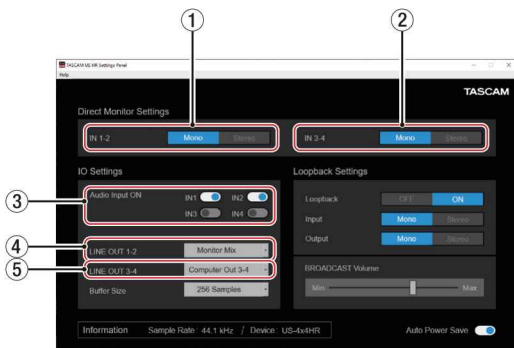 1
2
TASCAM US-HR Settings Panel
Help
TASCAM
Direct Monitor Settings
IN 1-2 Mono Stereo
IN 3-4 Mono Stereo
IO Settings
Loopback Settings
3
Audio Input ON IN1 IN2
IN3 IN4
Loopback OFF ON
Input Mono Stereo
Output Mono Stereo
4
LINE OUT 1-2 Monitor Mix
5
LINE OUT 3-4 Computer Out 3-4
Buffer Size 256 Samples
BROADCAST Volume
Min Max
Information Sample Rate: 44.1 kHz / Device: US-4x4HR
Auto Power Save